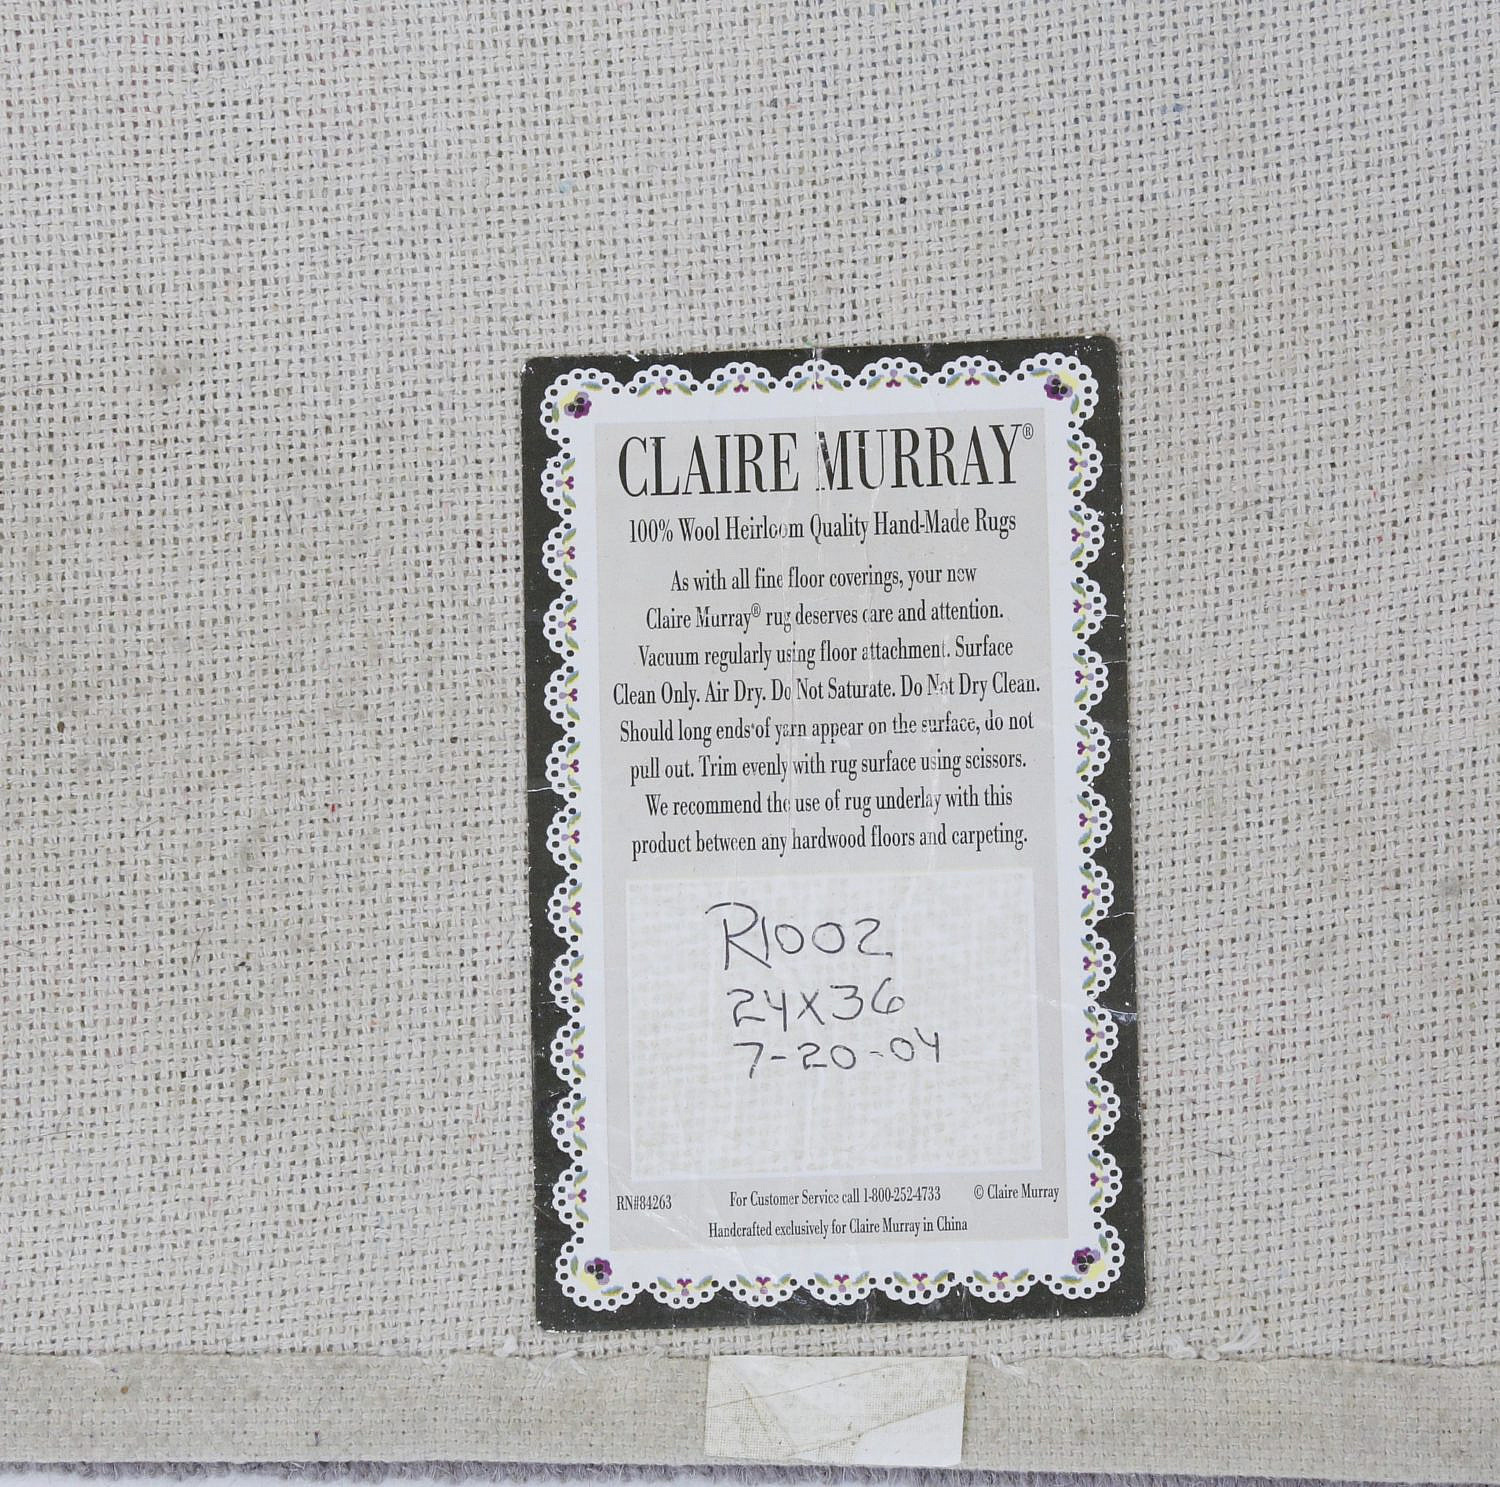 CLAIRE MURRAY®
100% Wool Heirloom Quality Hand-Made Rugs
As with all fine floor coverings, your new
Claire Murray® rug deserves care and attention.
Vacuum regularly using floor attachment. Surface
Clean Only. Air Dry. Do Not Saturate. Do Not Dry Clean.
Should long ends of yarn appear on the surface, do not
pull out. Trim evenly with rug surface using scissors.
We recommend the use of rug underlay with this
product between any hardwood floors and carpeting.
R1002
24x36
7-20-04
RN#84263 For Customer Service call 1-800-252-4733 © Claire Murray
Handcrafted exclusively for Claire Murray in China